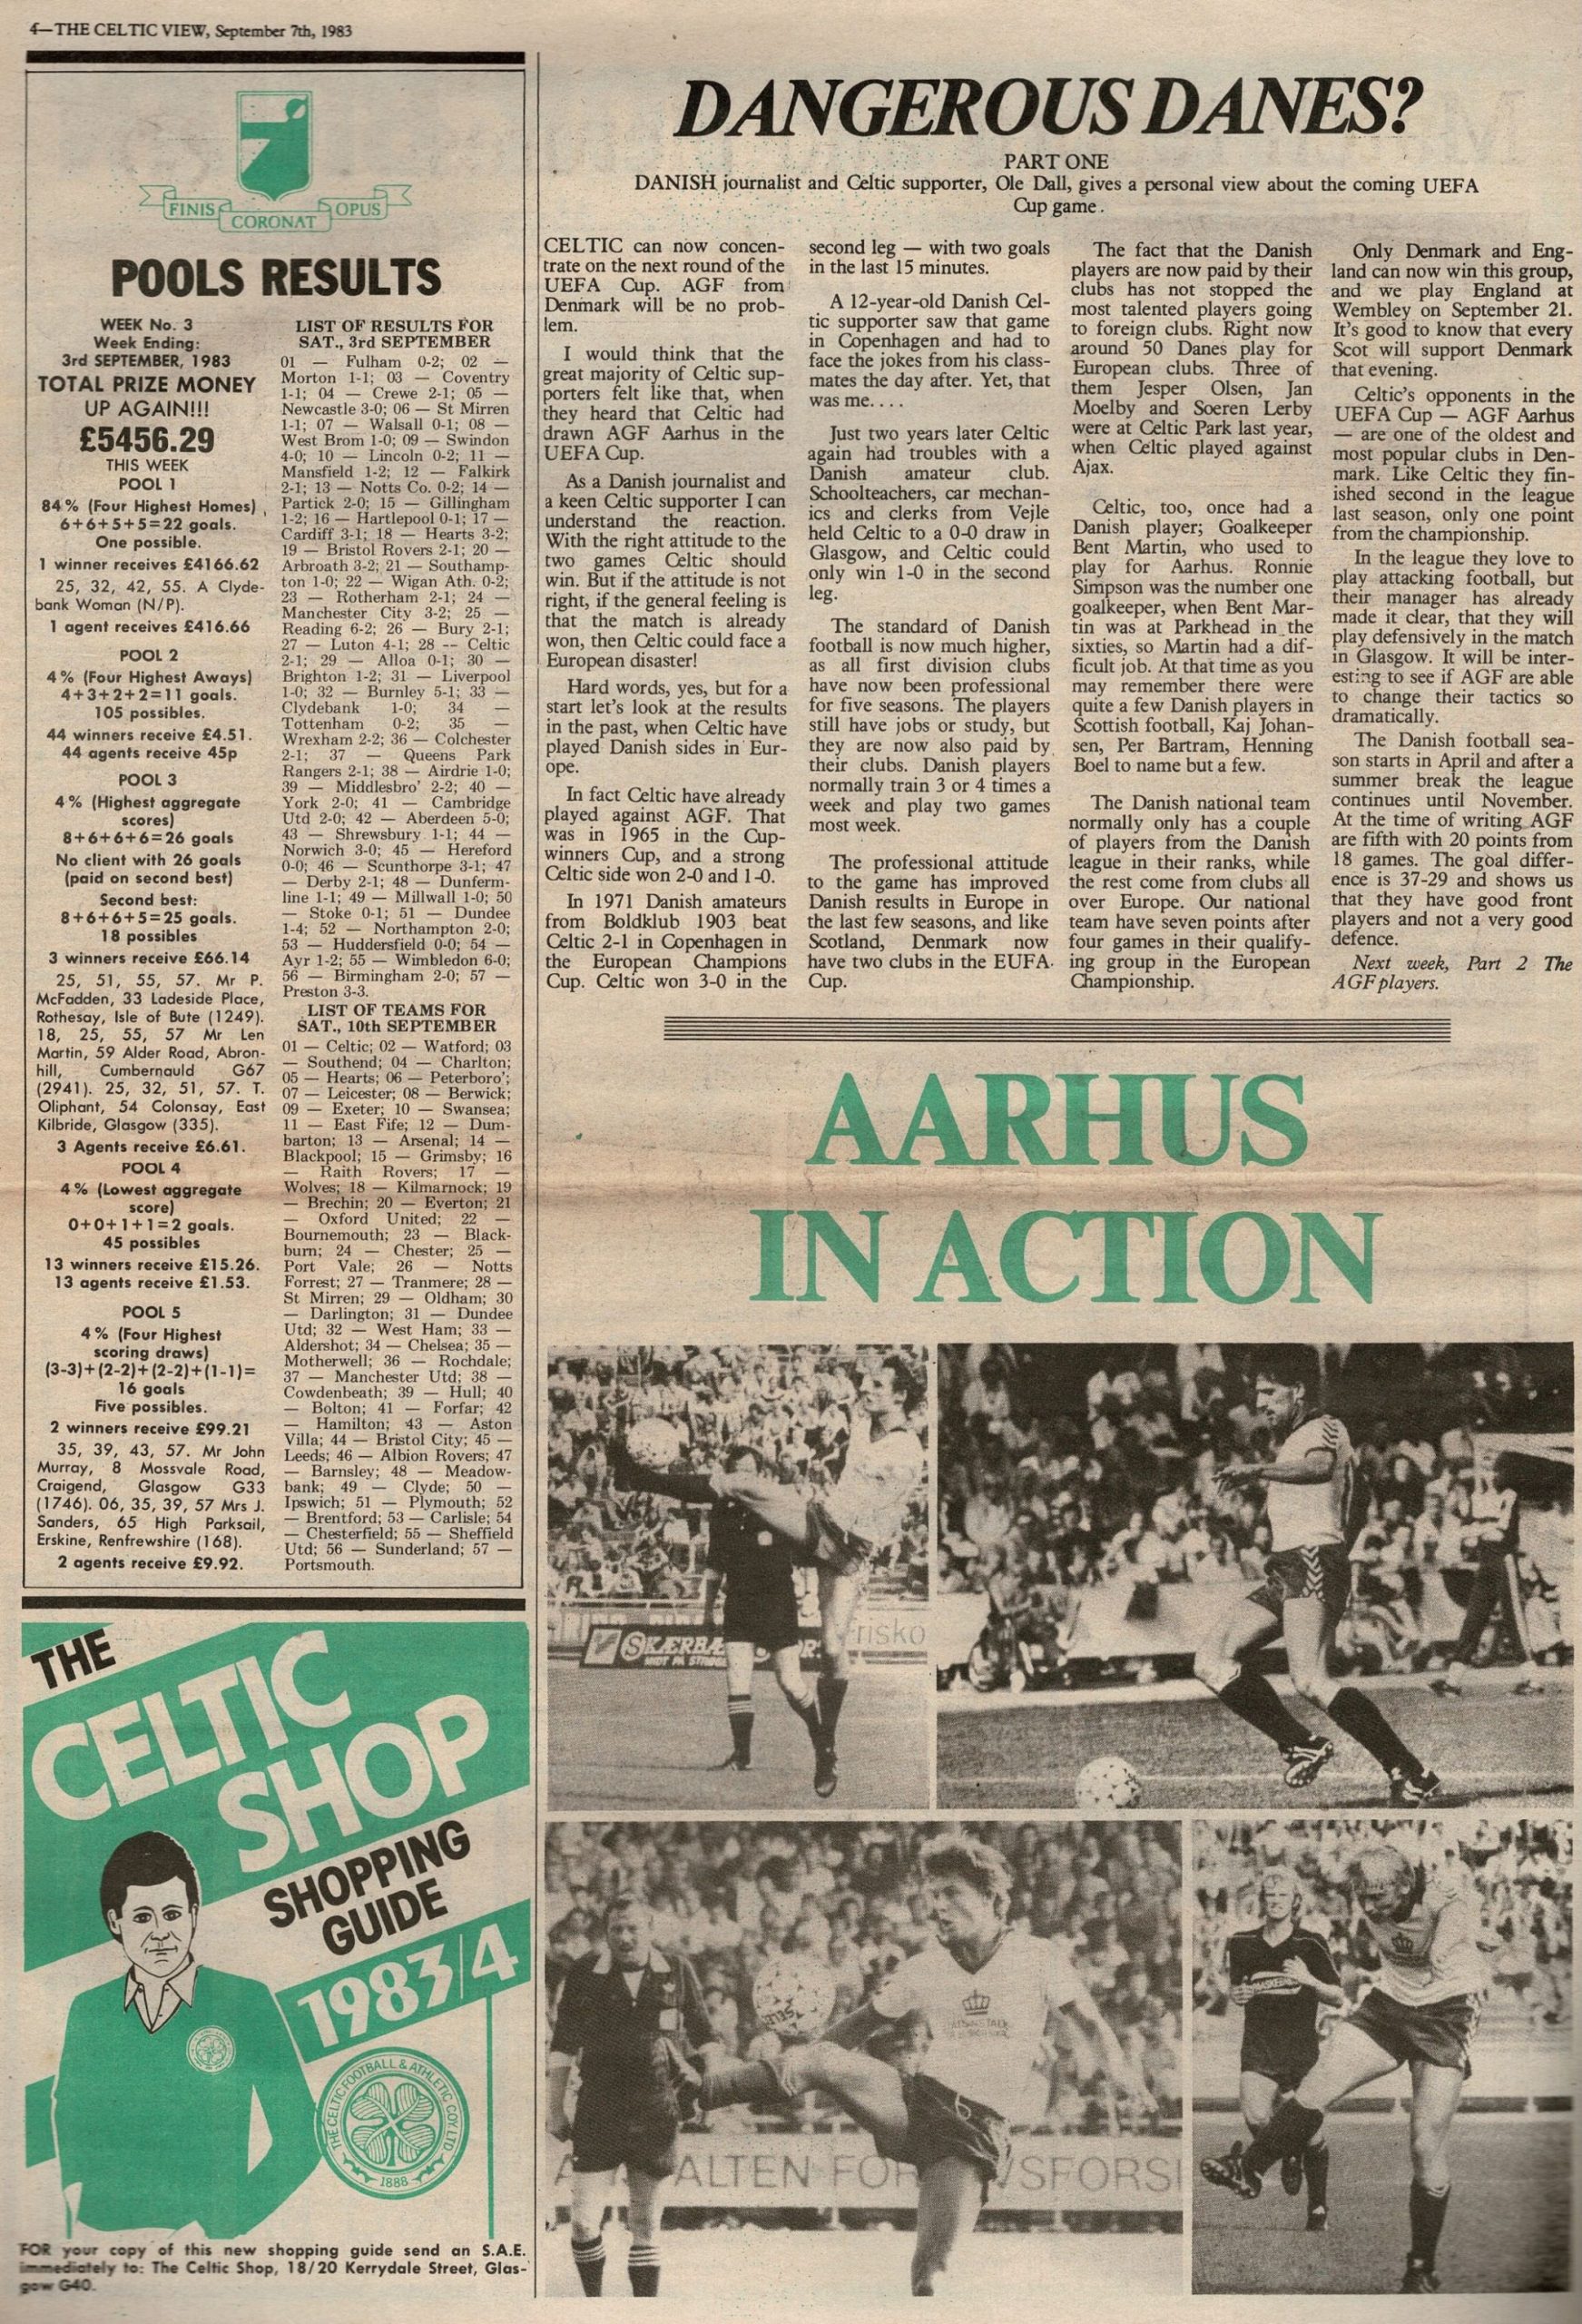 4—THE CELTIC VIEW, September 7th, 1983
FINIS CORONAT OPUS
POOLS RESULTS
WEEK No. 3
Week Ending:
3rd SEPTEMBER, 1983
TOTAL PRIZE MONEY
UP AGAIN!!!
£5456.29
THIS WEEK
POOL 1
84% (Four Highest Homes)
6+6+5+5=22 goals.
One possible.
1 winner receives £4166.62
25, 32, 42, 55. A Clyde-
bank Woman (N/P).
1 agent receives £416.66
POOL 2
4% (Four Highest Aways)
4+3+2+2=11 goals.
105 possibles.
44 winners receive £4.51.
44 agents receive 45p
POOL 3
4% (Highest aggregate
scores)
8+6+6+6=26 goals
No client with 26 goals
(paid on second best)
Second best:
8+6+6+5=25 goals.
18 possibles
3 winners receive £66.14
25, 51, 55, 57. Mr P.
McFadden, 33 Ladeside Place,
Rothesay, Isle of Bute (1249).
18, 25, 55, 57 Mr Len
Martin, 59 Alder Road, Abron-
hill, Cumbernauld G67
(2941). 25, 32, 51, 57. T.
Oliphant, 54 Colonsay, East
Kilbride, Glasgow (335).
3 Agents receive £6.61.
POOL 4
4% (Lowest aggregate
score)
0+0+1+1=2 goals.
45 possibles
13 winners receive £15.26.
13 agents receive £1.53.
POOL 5
4% (Four Highest
scoring draws)
(3-3)+(2-2)+(2-2)+(1-1)=
16 goals
Five possibles.
2 winners receive £99.21
35, 39, 43, 57. Mr John
Murray, 8 Mossvale Road,
Craigend, Glasgow G33
(1746). 06, 35, 39, 57 Mrs J.
Sanders, 65 High Parksail,
Erskine, Renfrewshire (168).
2 agents receive £9.92.
LIST OF RESULTS FOR
SAT., 3rd SEPTEMBER
01 — Fulham 0-2; 02 —
Morton 1-1; 03 — Coventry
1-1; 04 — Crewe 2-1; 05 —
Newcastle 3-0; 06 — St Mirren
1-1; 07 — Walsall 0-1; 08 —
West Brom 1-0; 09 — Swindon
4-0; 10 — Lincoln 0-2; 11 —
Mansfield 1-2; 12 — Falkirk
2-1; 13 — Notts Co. 0-2; 14 —
Partick 2-0; 15 — Gillingham
1-2; 16 — Hartlepool 0-1; 17 —
Cardiff 3-1; 18 — Hearts 3-2;
19 — Bristol Rovers 2-1; 20 —
Arbroath 3-2; 21 — Southamp-
ton 1-0; 22 — Wigan Ath. 0-2;
23 — Rotherham 2-1; 24 —
Manchester City 3-2; 25 —
Reading 6-2; 26 — Bury 2-1;
27 — Luton 4-1; 28 -- Celtic
2-1; 29 — Alloa 0-1; 30 —
Brighton 1-2; 31 — Liverpool
1-0; 32 — Burnley 5-1; 33 —
Clydebank 1-0; 34 —
Tottenham 0-2; 35 —
Wrexham 2-2; 36 — Colchester
2-1; 37 — Queens Park
Rangers 2-1; 38 — Airdrie 1-0;
39 — Middlesbro' 2-2; 40 —
York 2-0; 41 — Cambridge
Utd 2-0; 42 — Aberdeen 5-0;
43 — Shrewsbury 1-1; 44 —
Norwich 3-0; 45 — Hereford
0-0; 46 — Scunthorpe 3-1; 47
— Derby 2-1; 48 — Dunferm-
line 1-1; 49 — Millwall 1-0; 50
— Stoke 0-1; 51 — Dundee
1-4; 52 — Northampton 2-0;
53 — Huddersfield 0-0; 54 —
Ayr 1-2; 55 — Wimbledon 6-0;
56 — Birmingham 2-0; 57 —
Preston 3-3.
LIST OF TEAMS FOR
SAT., 10th SEPTEMBER
01 — Celtic; 02 — Watford; 03
— Southend; 04 — Charlton;
05 — Hearts; 06 — Peterboro';
07 — Leicester; 08 — Berwick;
09 — Exeter; 10 — Swansea;
11 — East Fife; 12 — Dum-
barton; 13 — Arsenal; 14 —
Blackpool; 15 — Grimsby; 16
— Raith Rovers; 17 —
Wolves; 18 — Kilmarnock; 19
— Brechin; 20 — Everton; 21
— Oxford United; 22 —
Bournemouth; 23 — Black-
burn; 24 — Chester; 25 —
Port Vale; 26 — Notts
Forrest; 27 — Tranmere; 28 —
St Mirren; 29 — Oldham; 30
— Darlington; 31 — Dundee
Utd; 32 — West Ham; 33 —
Aldershot; 34 — Chelsea; 35 —
Motherwell; 36 — Rochdale;
37 — Manchester Utd; 38 —
Cowdenbeath; 39 — Hull; 40
— Bolton; 41 — Forfar; 42
— Hamilton; 43 — Aston
Villa; 44 — Bristol City; 45 —
Leeds; 46 — Albion Rovers; 47
— Barnsley; 48 — Meadow-
bank; 49 — Clyde; 50 —
Ipswich; 51 — Plymouth; 52
— Brentford; 53 — Carlisle; 54
— Chesterfield; 55 — Sheffield
Utd; 56 — Sunderland; 57 —
Portsmouth.
THE
CELTIC
SHOP
SHOPPING
GUIDE
1983/4
THE CELTIC FOOTBALL & ATHLETIC COY. LTD.
1888
FOR your copy of this new shopping guide send an S.A.E.
immediately to: The Celtic Shop, 18/20 Kerrydale Street, Glas-
gow G40.
DANGEROUS DANES?
PART ONE
DANISH journalist and Celtic supporter, Ole Dall, gives a personal view about the coming UEFA
Cup game.
CELTIC can now concen-
trate on the next round of the
UEFA Cup. AGF from
Denmark will be no prob-
lem.
I would think that the
great majority of Celtic sup-
porters felt like that, when
they heard that Celtic had
drawn AGF Aarhus in the
UEFA Cup.
As a Danish journalist and
a keen Celtic supporter I can
understand the reaction.
With the right attitude to the
two games Celtic should
win. But if the attitude is not
right, if the general feeling is
that the match is already
won, then Celtic could face a
European disaster!
Hard words, yes, but for a
start let's look at the results
in the past, when Celtic have
played Danish sides in Eur-
ope.
In fact Celtic have already
played against AGF. That
was in 1965 in the Cup-
winners Cup, and a strong
Celtic side won 2-0 and 1-0.
In 1971 Danish amateurs
from Boldklub 1903 beat
Celtic 2-1 in Copenhagen in
the European Champions
Cup. Celtic won 3-0 in the
second leg — with two goals
in the last 15 minutes.
A 12-year-old Danish Cel-
tic supporter saw that game
in Copenhagen and had to
face the jokes from his class-
mates the day after. Yet, that
was me. . . .
Just two years later Celtic
again had troubles with a
Danish amateur club.
Schoolteachers, car mechan-
ics and clerks from Vejle
held Celtic to a 0-0 draw in
Glasgow, and Celtic could
only win 1-0 in the second
leg.
The standard of Danish
football is now much higher,
as all first division clubs
have now been professional
for five seasons. The players
still have jobs or study, but
they are now also paid by
their clubs. Danish players
normally train 3 or 4 times a
week and play two games
most week.
The professional attitude
to the game has improved
Danish results in Europe in
the last few seasons, and like
Scotland, Denmark now
have two clubs in the EUFA
Cup.
The fact that the Danish
players are now paid by their
clubs has not stopped the
most talented players going
to foreign clubs. Right now
around 50 Danes play for
European clubs. Three of
them Jesper Olsen, Jan
Moelby and Soeren Lerby
were at Celtic Park last year,
when Celtic played against
Ajax.
Celtic, too, once had a
Danish player; Goalkeeper
Bent Martin, who used to
play for Aarhus. Ronnie
Simpson was the number one
goalkeeper, when Bent Mar-
tin was at Parkhead in the
sixties, so Martin had a dif-
ficult job. At that time as you
may remember there were
quite a few Danish players in
Scottish football, Kaj Johan-
sen, Per Bartram, Henning
Boel to name but a few.
The Danish national team
normally only has a couple
of players from the Danish
league in their ranks, while
the rest come from clubs all
over Europe. Our national
team have seven points after
four games in their qualify-
ing group in the European
Championship.
Only Denmark and Eng-
land can now win this group,
and we play England at
Wembley on September 21.
It's good to know that every
Scot will support Denmark
that evening.
Celtic's opponents in the
UEFA Cup — AGF Aarhus
— are one of the oldest and
most popular clubs in Den-
mark. Like Celtic they fin-
ished second in the league
last season, only one point
from the championship.
In the league they love to
play attacking football, but
their manager has already
made it clear, that they will
play defensively in the match
in Glasgow. It will be inter-
esting to see if AGF are able
to change their tactics so
dramatically.
The Danish football sea-
son starts in April and after a
summer break the league
continues until November.
At the time of writing AGF
are fifth with 20 points from
18 games. The goal differ-
ence is 37-29 and shows us
that they have good front
players and not a very good
defence.
Next week, Part 2 The
AGF players.
AARHUS
IN ACTION
SKÆRBÆ
frisko
ALTEN FOR
VSFORSI